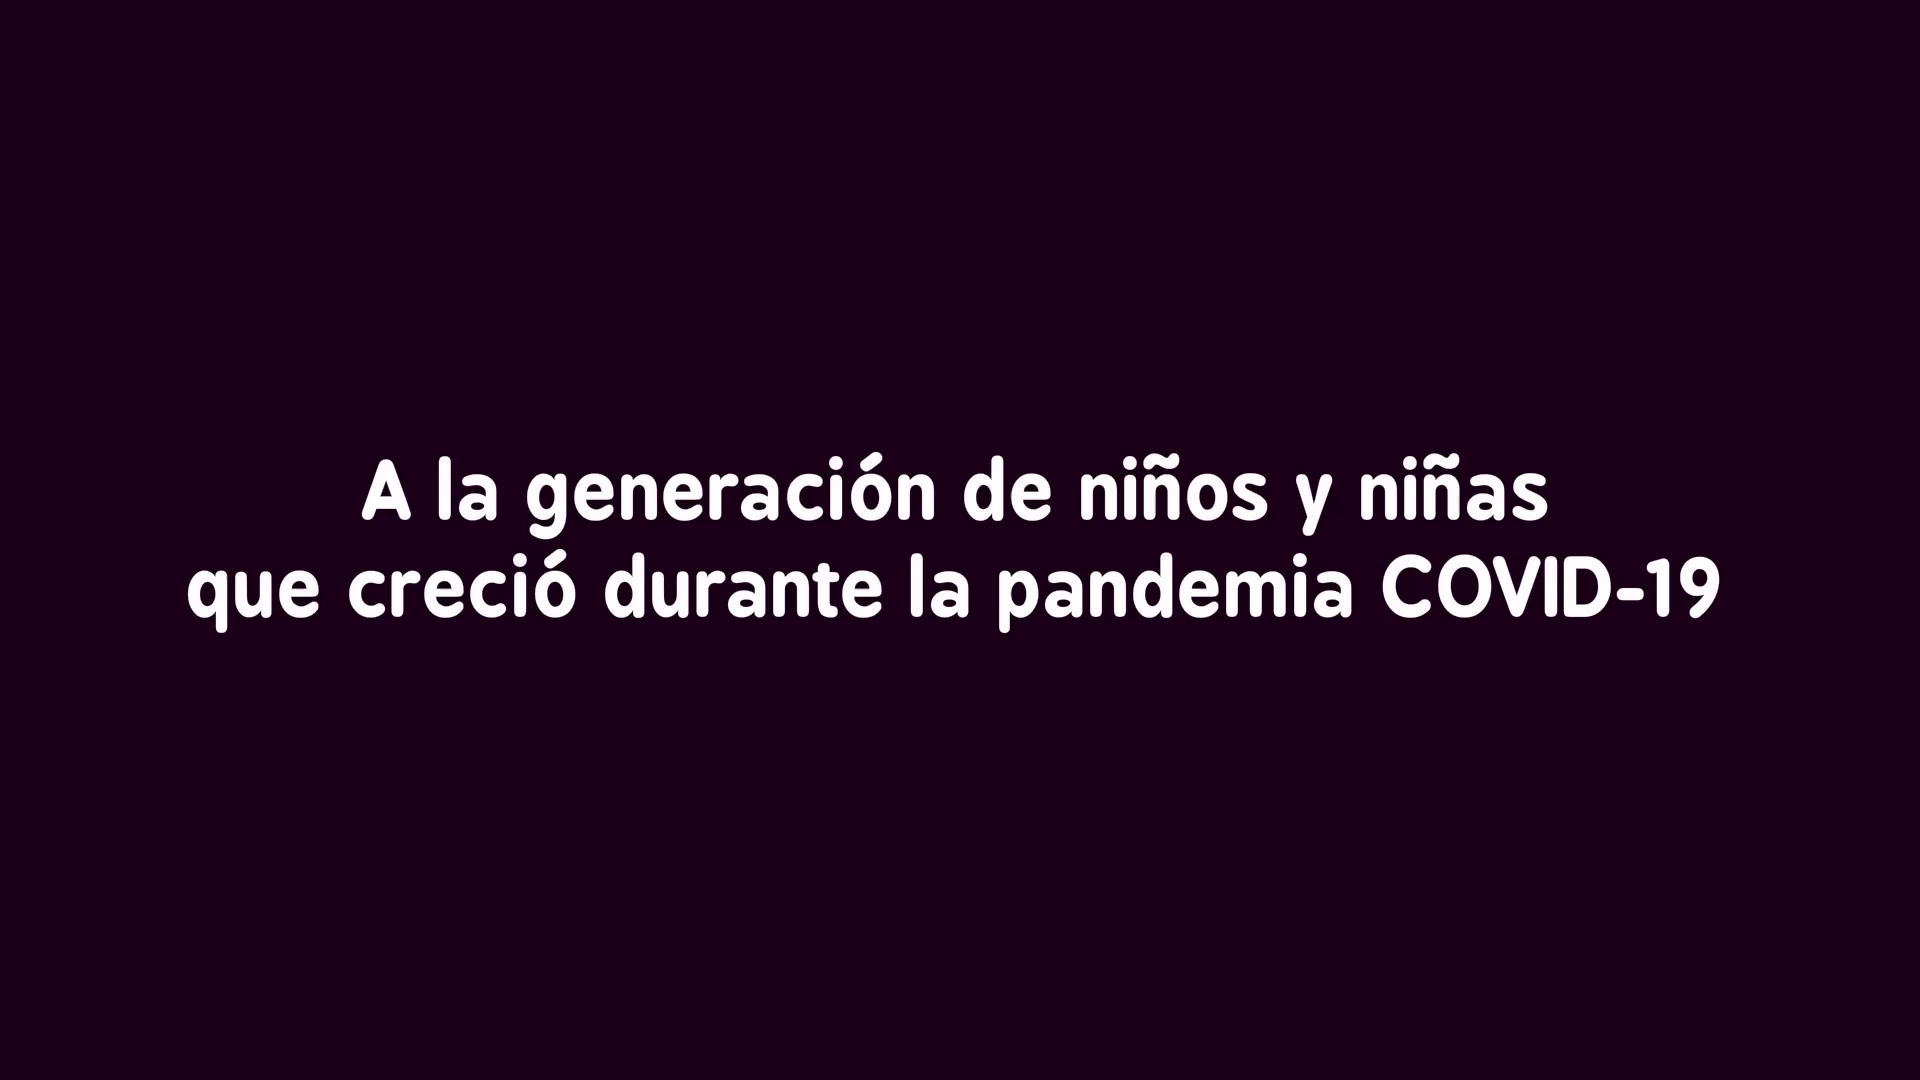 A la generación de niños y niñas
que creció durante la pandemia COVID-19